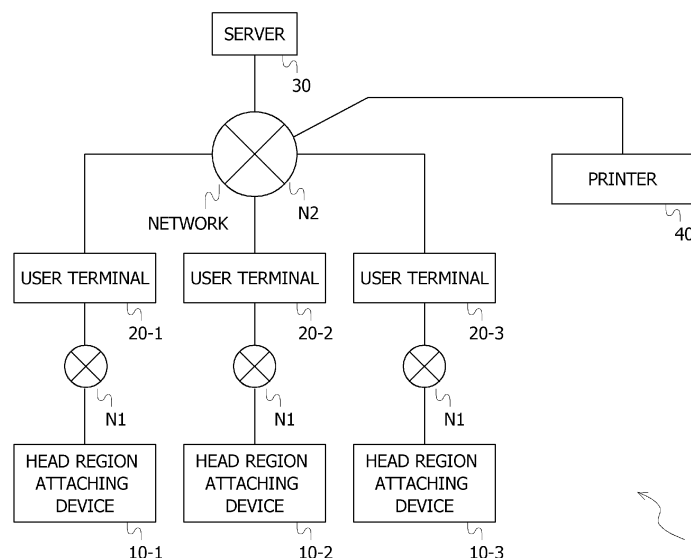 SERVER
30
NETWORK
N2
PRINTER
40
USER TERMINAL
USER TERMINAL
USER TERMINAL
20-1
20-2
20-3
N1
N1
N1
HEAD REGION
ATTACHING
DEVICE
HEAD REGION
ATTACHING
DEVICE
HEAD REGION
ATTACHING
DEVICE
10-1
10-2
10-3